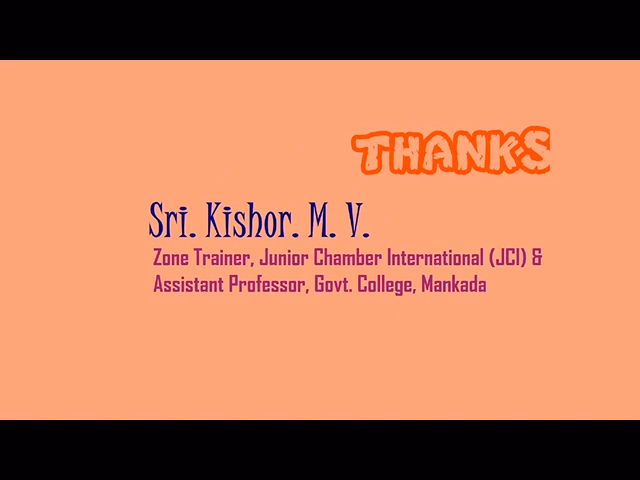 THANKS
Sri. Kishor. M. V.
Zone Trainer, Junior Chamber International (JCI) &
Assistant Professor, Govt. College, Mankada